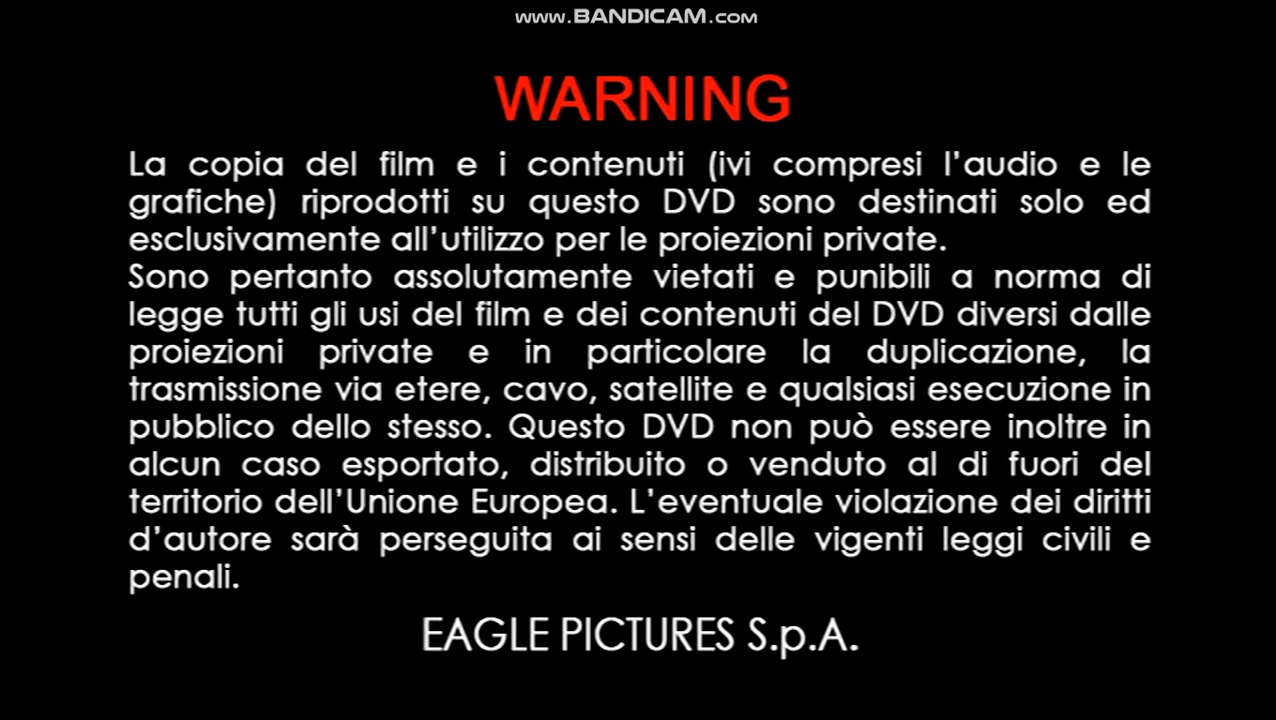 www.BANDICAM.com
WARNING
La copia del film e i contenuti (ivi compresi l’audio e le
grafiche) riprodotti su questo DVD sono destinati solo ed
esclusivamente all’utilizzo per le proiezioni private.
Sono pertanto assolutamente vietati e punibili a norma di
legge tutti gli usi del film e dei contenuti del DVD diversi dalle
proiezioni private e in particolare la duplicazione, la
trasmissione via etere, cavo, satellite e qualsiasi esecuzione in
pubblico dello stesso. Questo DVD non può essere inoltre in
alcun caso esportato, distribuito o venduto al di fuori del
territorio dell’Unione Europea. L’eventuale violazione dei diritti
d’autore sarà perseguita ai sensi delle vigenti leggi civili e
penali.
EAGLE PICTURES S.p.A.